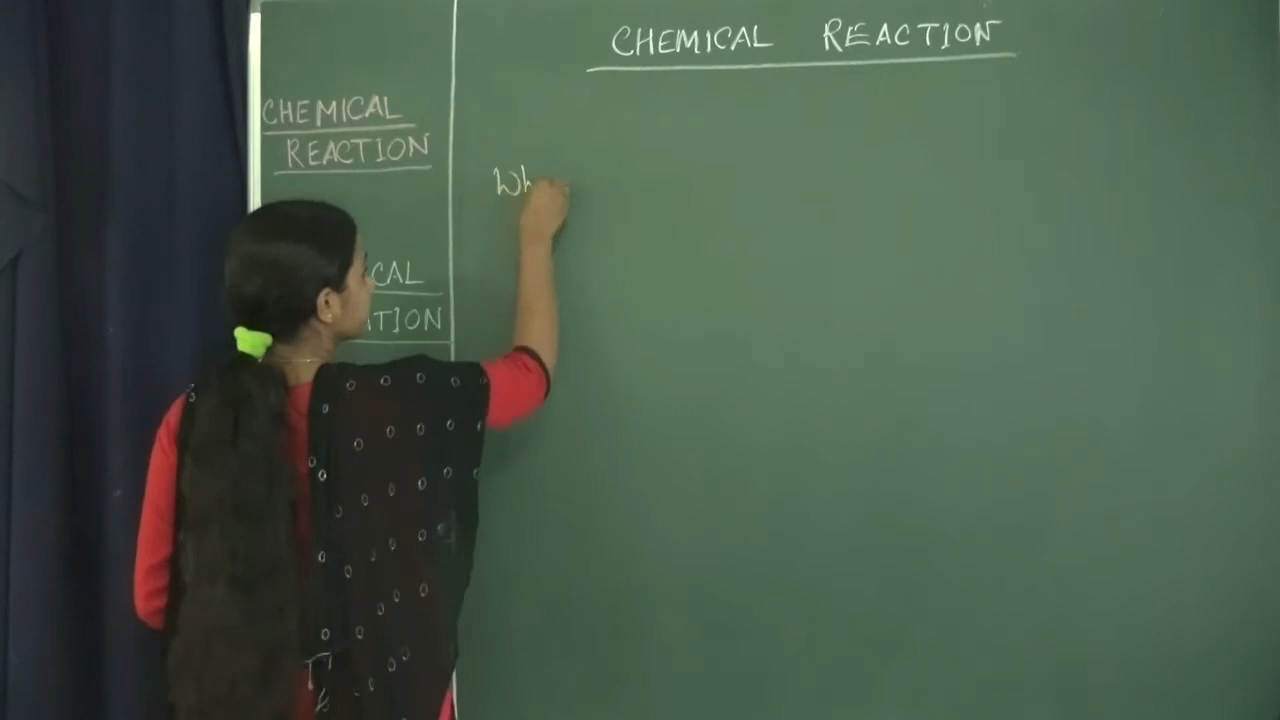 CHEMICAL REACTION
CHEMICAL
REACTION
Wh
CAL
TION